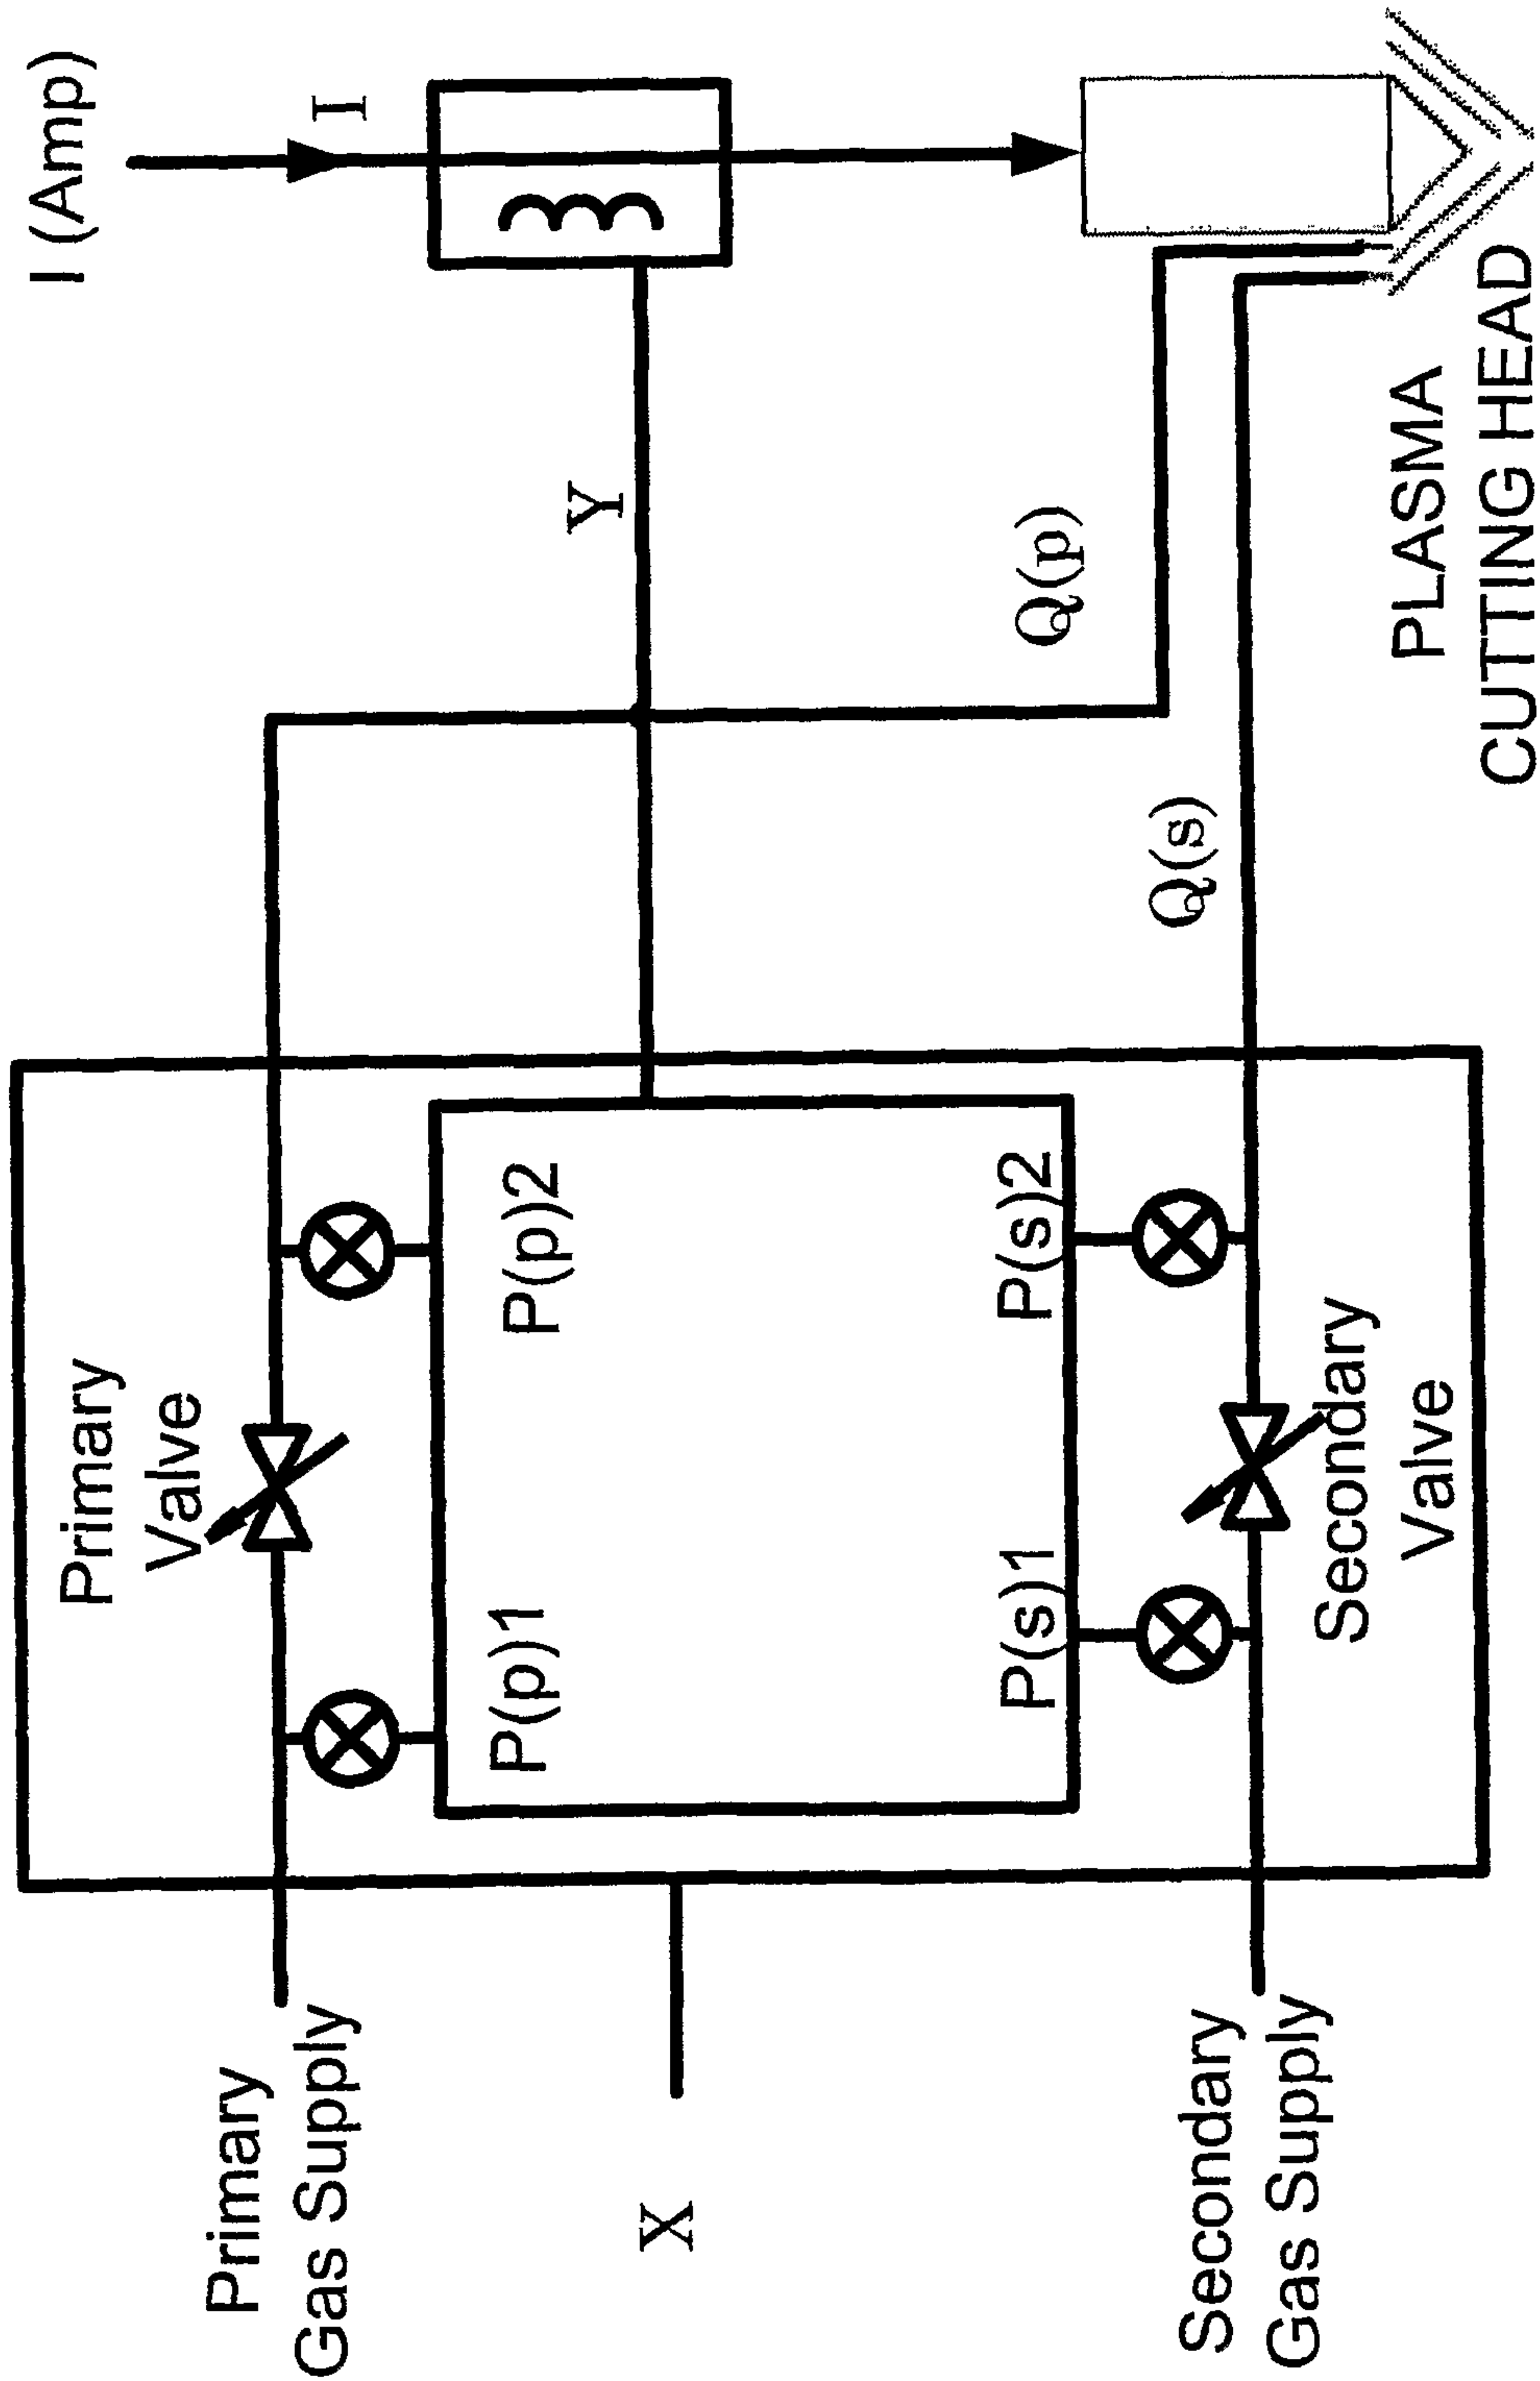 I (Amp)
I
Primary
Valve
Y
P(p)1
P(p)2
Primary
Gas Supply
X
Q(p)
P(s)1
P(s)2
Q(s)
Secondary
Valve
Secondary
Gas Supply
PLASMA
CUTTING HEAD